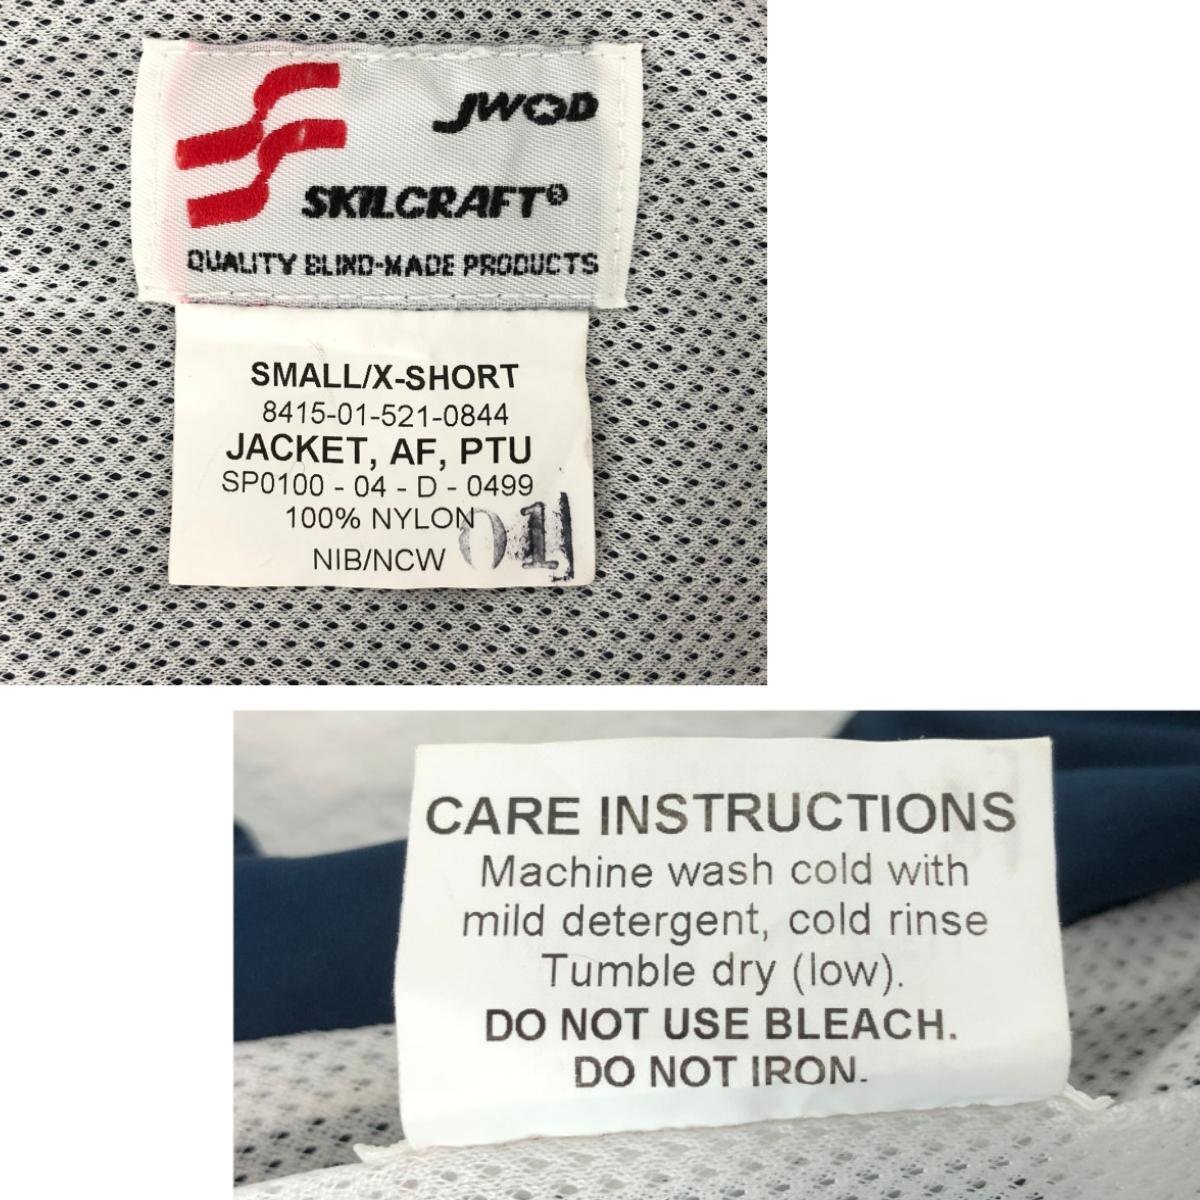 JWOD
SKILCRAFT®
QUALITY BLIND-MADE PRODUCTS
SMALL/X-SHORT
8415-01-521-0844
JACKET, AF, PTU
SP0100 - 04 - D - 0499
100% NYLON
NIB/NCW
01
CARE INSTRUCTIONS
Machine wash cold with
mild detergent, cold rinse
Tumble dry (low).
DO NOT USE BLEACH.
DO NOT IRON.